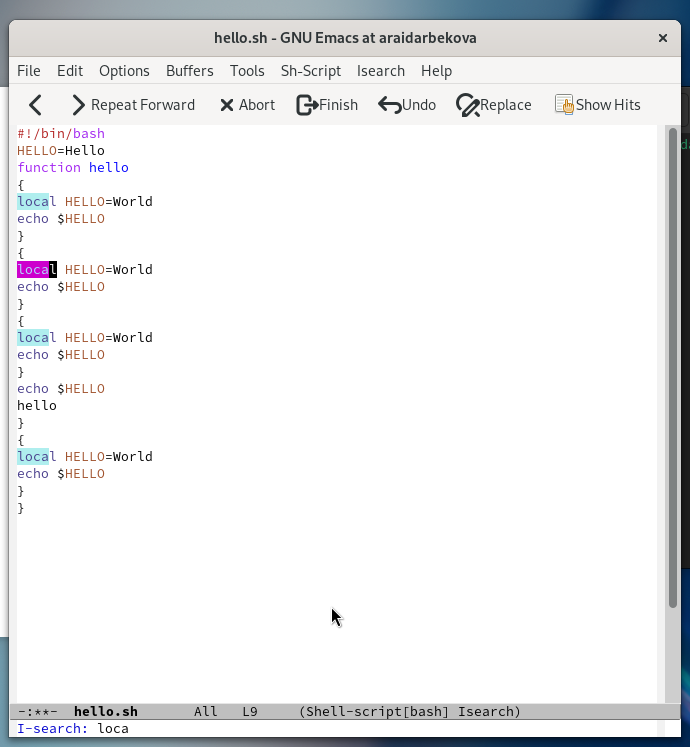 hello.sh - GNU Emacs at araidarbekova ×
File Edit Options Buffers Tools Sh-Script Isearch Help
Repeat Forward Abort Finish Undo Replace Show Hits
#!/bin/bash
HELLO=Hello
function hello
{
local HELLO=World
echo $HELLO
}
{
local HELLO=World
echo $HELLO
}
{
local HELLO=World
echo $HELLO
}
echo $HELLO
hello
}
{
local HELLO=World
echo $HELLO
}
}
-:**- hello.sh All L9 (Shell-script[bash] Isearch)
I-search: loca